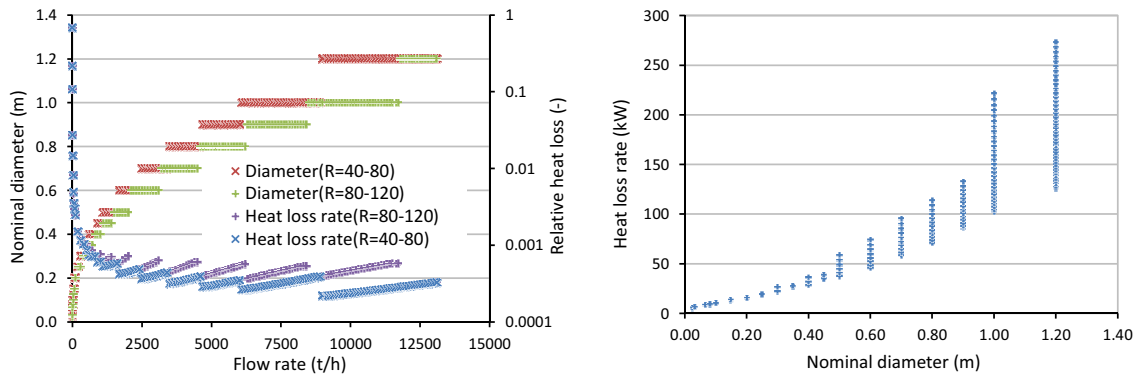 1.4
1.2
1.0
0.8
0.6
0.4
0.2
0.0
Nominal diameter (m)
1
0.1
0.01
0.001
0.0001
Relative heat loss (-)
Diameter(R=40-80)
Diameter(R=80-120)
Heat loss rate(R=80-120)
Heat loss rate(R=40-80)
0 2500 5000 7500 10000 12500 15000
Flow rate (t/h)
300
250
200
150
100
50
0
Heat loss rate (kW)
0.00 0.20 0.40 0.60 0.80 1.00 1.20 1.40
Nominal diameter (m)